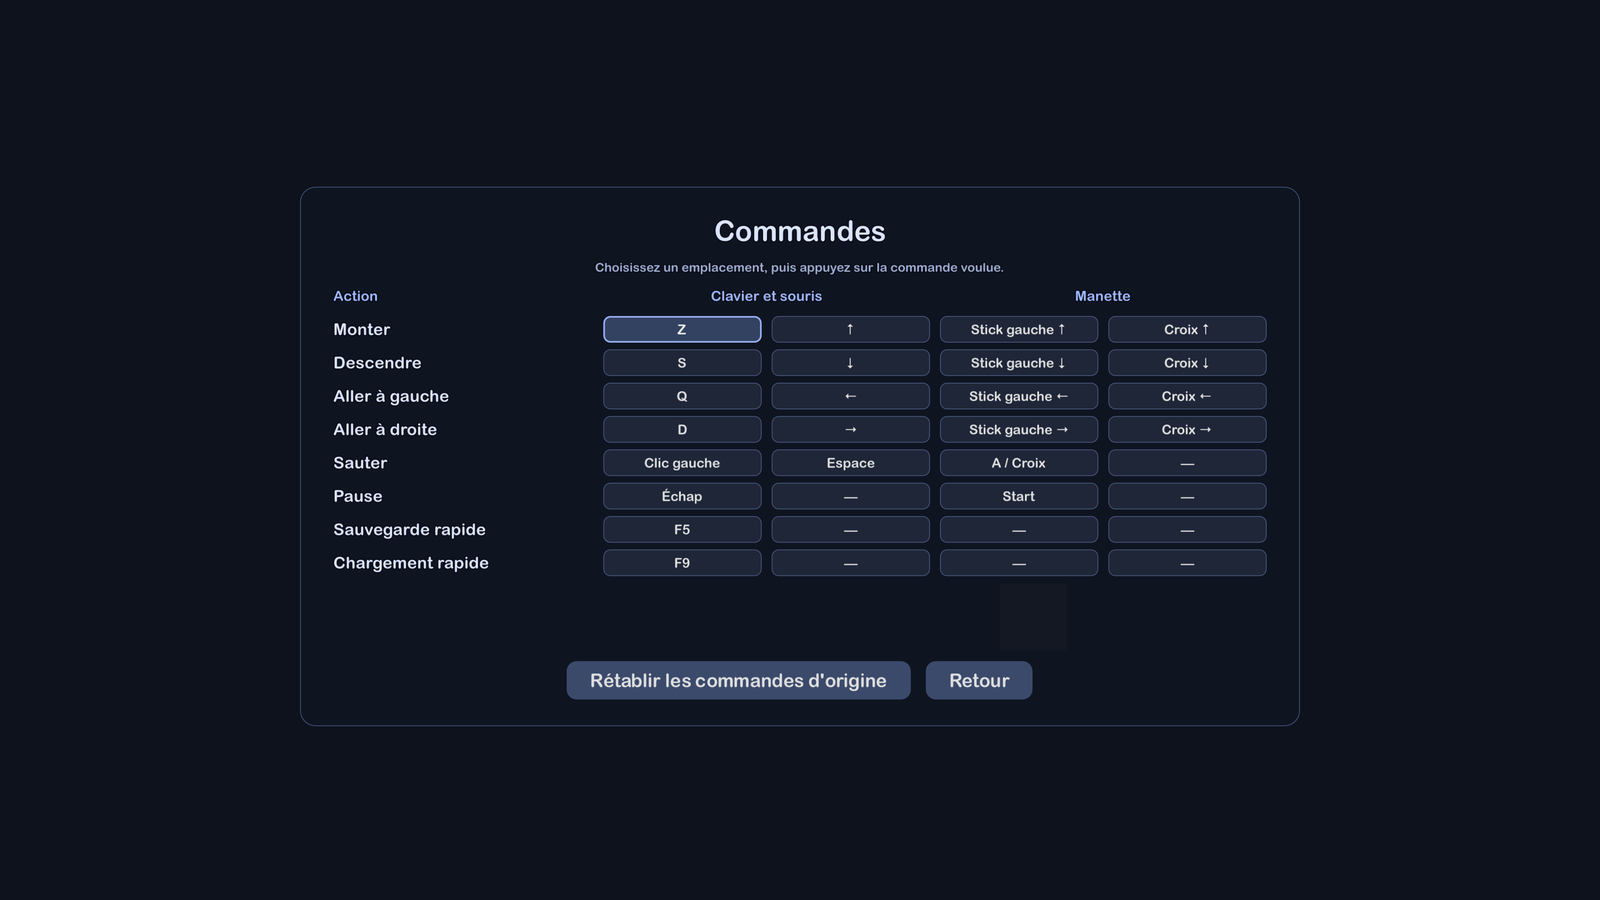 Commandes
Choisissez un emplacement, puis appuyez sur la commande voulue.
Action Clavier et souris Manette
Monter Z ↑ Stick gauche ↑ Croix ↑
Descendre S ↓ Stick gauche ↓ Croix ↓
Aller à gauche Q ← Stick gauche ← Croix ←
Aller à droite D → Stick gauche → Croix →
Sauter Clic gauche Espace A / Croix —
Pause Échap — Start —
Sauvegarde rapide F5 — — —
Chargement rapide F9 — — —
Rétablir les commandes d'origine Retour